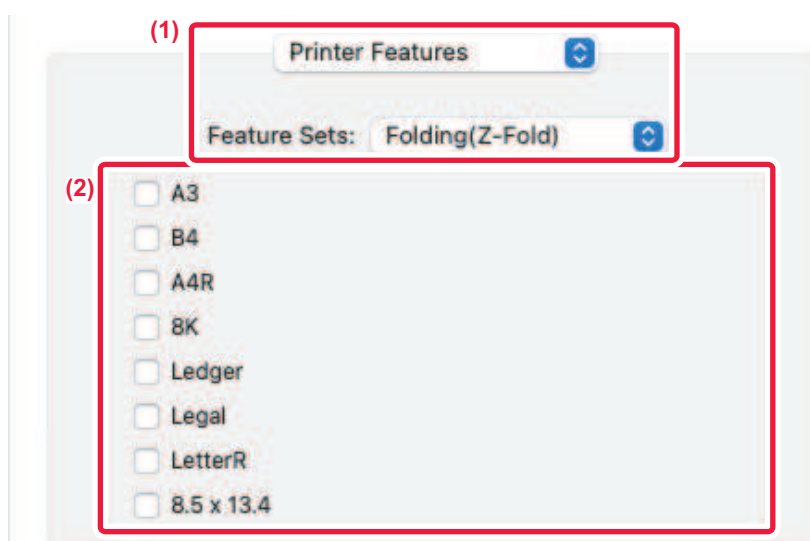 (1)
Printer Features
Feature Sets: Folding(Z-Fold)
(2)
A3
B4
A4R
8K
Ledger
Legal
LetterR
8.5 x 13.4